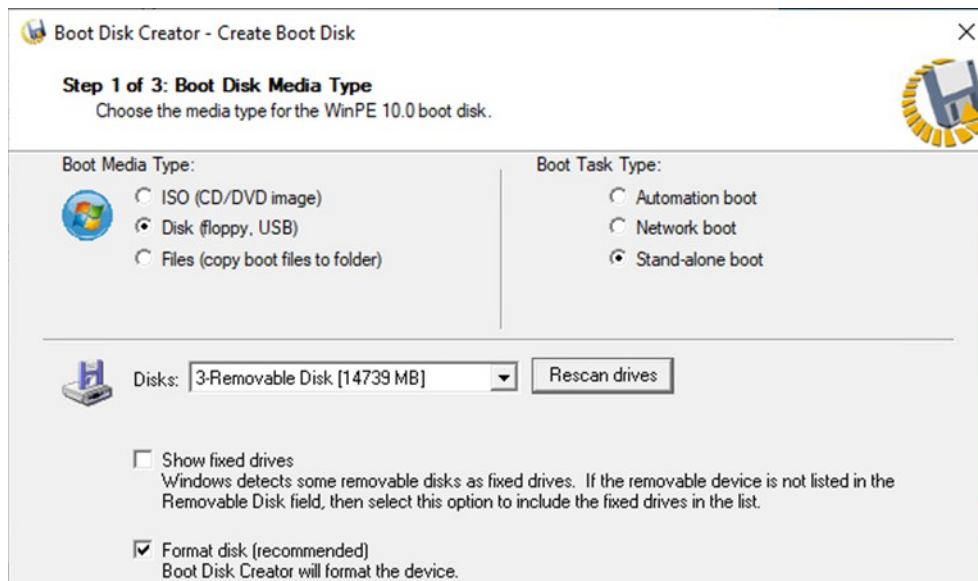 Boot Disk Creator - Create Boot Disk
Step 1 of 3: Boot Disk Media Type
Choose the media type for the WinPE 10.0 boot disk.
Boot Media Type:
ISO (CD/DVD image)
Disk (floppy, USB)
Files (copy boot files to folder)
Boot Task Type:
Automation boot
Network boot
Stand-alone boot
Disks: 3-Removable Disk [14739 MB] Rescan drives
Show fixed drives
Windows detects some removable disks as fixed drives. If the removable device is not listed in the
Removable Disk field, then select this option to include the fixed drives in the list.
Format disk (recommended)
Boot Disk Creator will format the device.